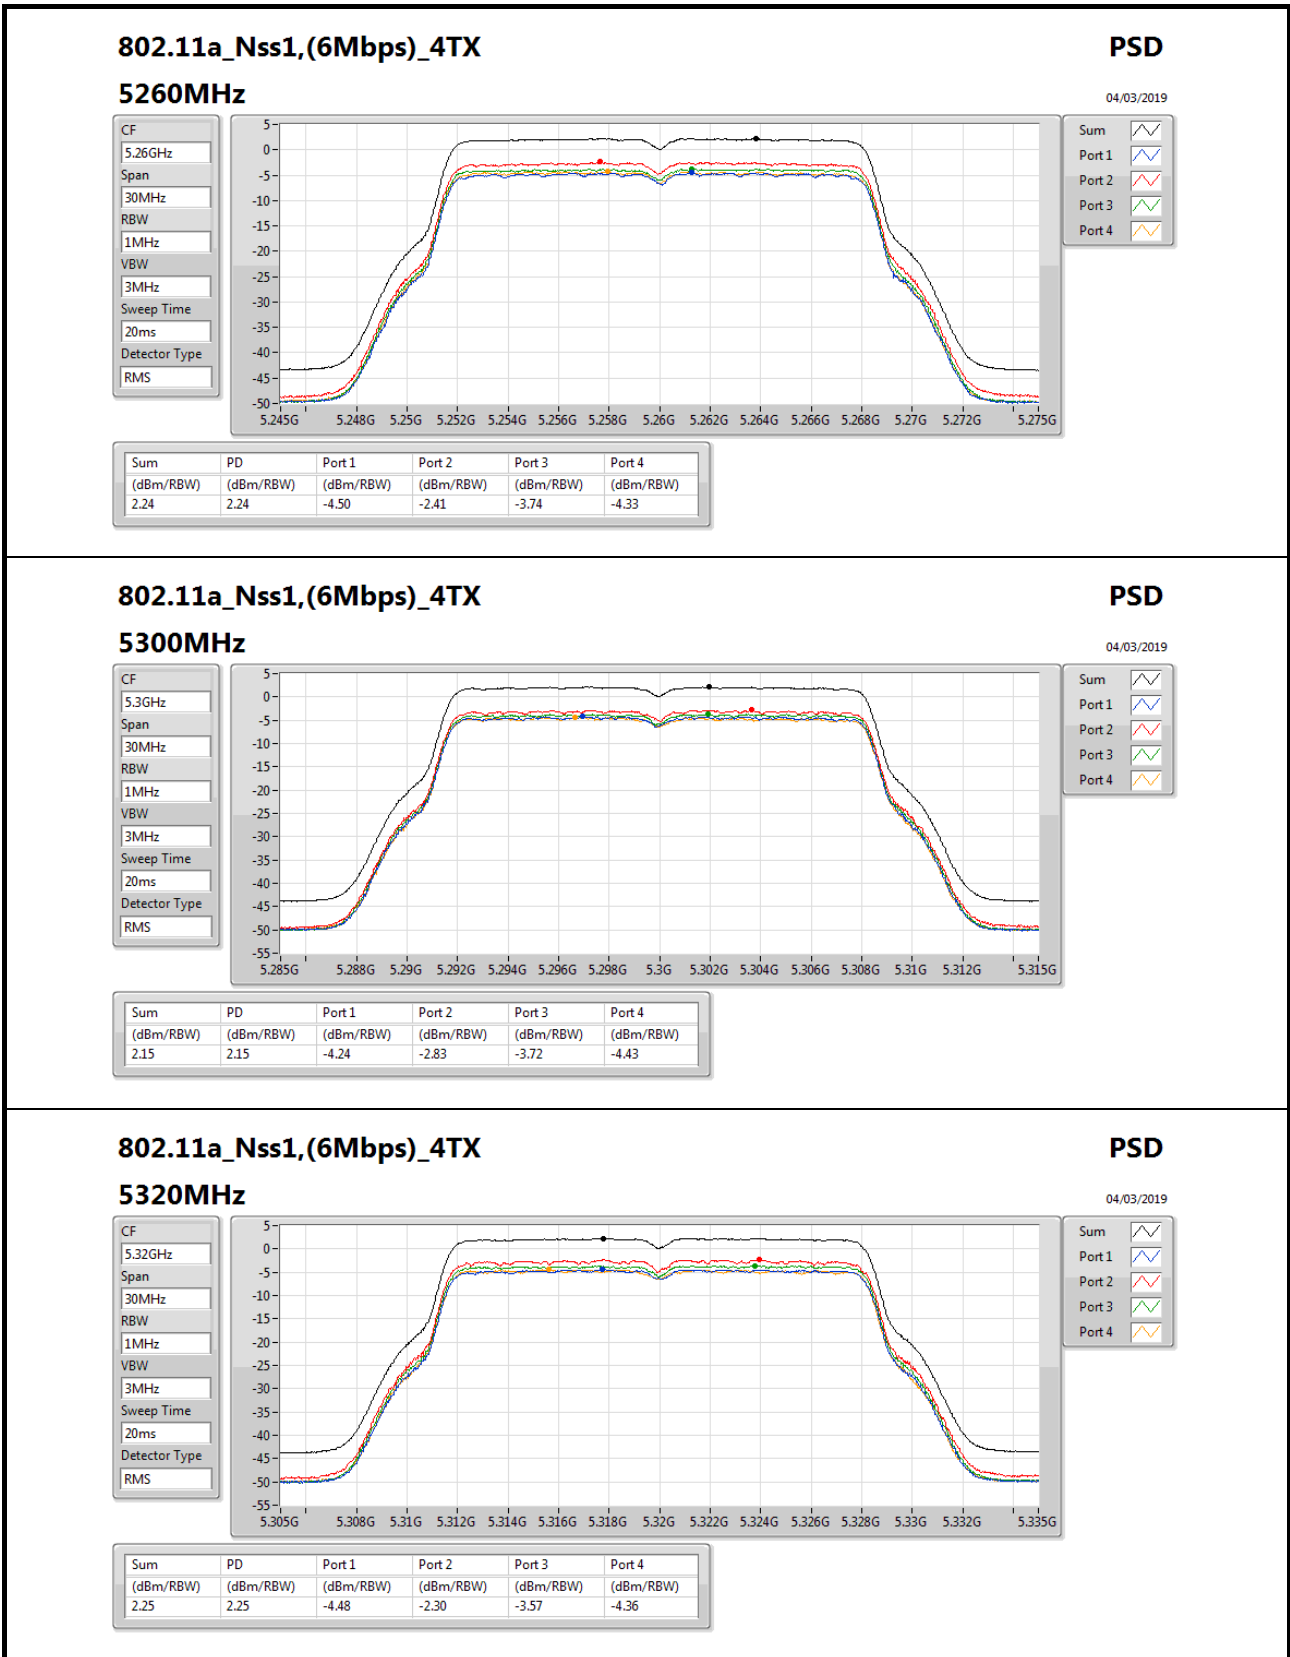 802.11a_Nss1,(6Mbps)_4TX PSD
5260MHz 04/03/2019
CF
5.26GHz
Span
30MHz
RBW
1MHz
VBW
3MHz
Sweep Time
20ms
Detector Type
RMS
5
0
-5
-10
-15
-20
-25
-30
-35
-40
-45
-50
5.245G 5.248G 5.25G 5.252G 5.254G 5.256G 5.258G 5.26G 5.262G 5.264G 5.266G 5.268G 5.27G 5.272G 5.275G
Sum
Port 1
Port 2
Port 3
Port 4
Sum PD Port 1 Port 2 Port 3 Port 4
(dBm/RBW) (dBm/RBW) (dBm/RBW) (dBm/RBW) (dBm/RBW) (dBm/RBW)
2.24 2.24 -4.50 -2.41 -3.74 -4.33
802.11a_Nss1,(6Mbps)_4TX PSD
5300MHz 04/03/2019
CF
5.3GHz
Span
30MHz
RBW
1MHz
VBW
3MHz
Sweep Time
20ms
Detector Type
RMS
5
0
-5
-10
-15
-20
-25
-30
-35
-40
-45
-50
-55
5.285G 5.288G 5.29G 5.292G 5.294G 5.296G 5.298G 5.3G 5.302G 5.304G 5.306G 5.308G 5.31G 5.312G 5.315G
Sum
Port 1
Port 2
Port 3
Port 4
Sum PD Port 1 Port 2 Port 3 Port 4
(dBm/RBW) (dBm/RBW) (dBm/RBW) (dBm/RBW) (dBm/RBW) (dBm/RBW)
2.15 2.15 -4.24 -2.83 -3.72 -4.43
802.11a_Nss1,(6Mbps)_4TX PSD
5320MHz 04/03/2019
CF
5.32GHz
Span
30MHz
RBW
1MHz
VBW
3MHz
Sweep Time
20ms
Detector Type
RMS
5
0
-5
-10
-15
-20
-25
-30
-35
-40
-45
-50
-55
5.305G 5.308G 5.31G 5.312G 5.314G 5.316G 5.318G 5.32G 5.322G 5.324G 5.326G 5.328G 5.33G 5.332G 5.335G
Sum
Port 1
Port 2
Port 3
Port 4
Sum PD Port 1 Port 2 Port 3 Port 4
(dBm/RBW) (dBm/RBW) (dBm/RBW) (dBm/RBW) (dBm/RBW) (dBm/RBW)
2.25 2.25 -4.48 -2.30 -3.57 -4.36